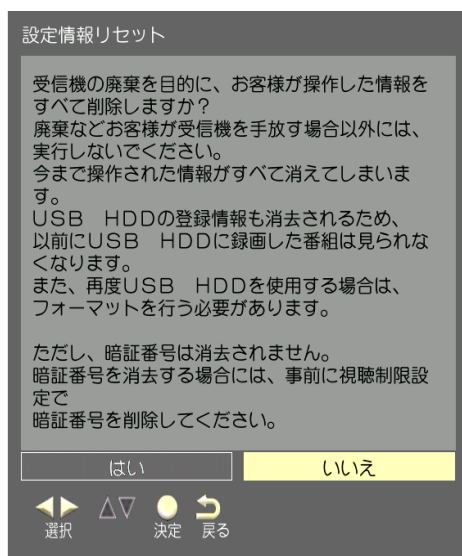 設定情報リセット
受信機の廃棄を目的に、お客様が操作した情報を
すべて削除しますか？
廃棄などお客様が受信機を手放す場合以外には、
実行しないでください。
今まで操作された情報がすべて消えてしまいま
す。
ＵＳＢ　ＨＤＤの登録情報も消去されるため、
以前にＵＳＢ　ＨＤＤに録画した番組は見られな
くなります。
また、再度ＵＳＢ　ＨＤＤを使用する場合は、
フォーマットを行う必要があります。
ただし、暗証番号は消去されません。
暗証番号を消去する場合には、事前に視聴制限設
定で
暗証番号を削除してください。
はい　いいえ
選択　決定　戻る